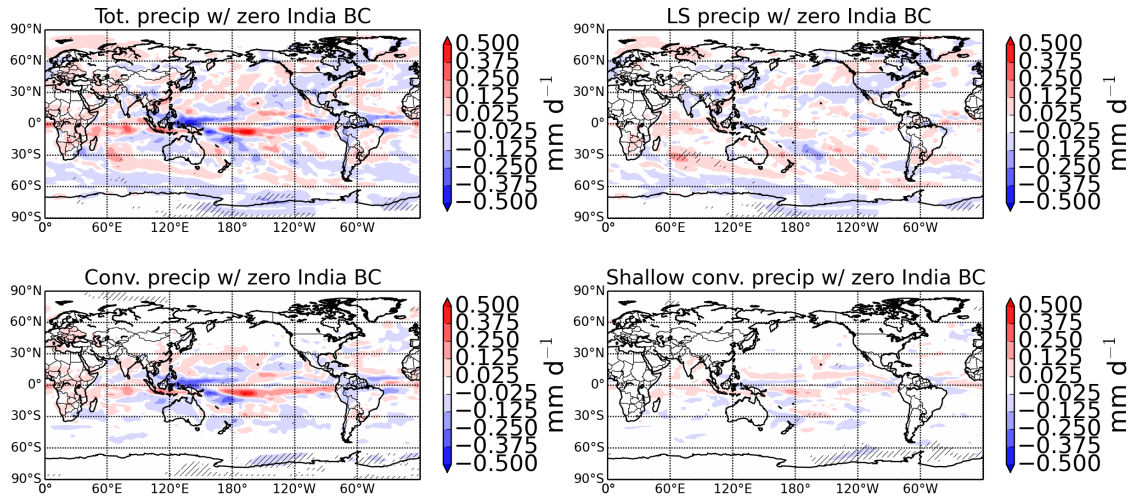 Tot. precip w/ zero India BC
90°N
60°N
30°N
0°
30°S
60°S
90°S
0° 60°E 120°E 180° 120°W 60°W
0.500
0.375
0.250
0.125
0.025
−0.025
−0.125
−0.250
−0.375
−0.500
mm d⁻¹
LS precip w/ zero India BC
90°N
60°N
30°N
0°
30°S
60°S
90°S
0° 60°E 120°E 180° 120°W 60°W
0.500
0.375
0.250
0.125
0.025
−0.025
−0.125
−0.250
−0.375
−0.500
mm d⁻¹
Conv. precip w/ zero India BC
90°N
60°N
30°N
0°
30°S
60°S
90°S
0° 60°E 120°E 180° 120°W 60°W
0.500
0.375
0.250
0.125
0.025
−0.025
−0.125
−0.250
−0.375
−0.500
mm d⁻¹
Shallow conv. precip w/ zero India BC
90°N
60°N
30°N
0°
30°S
60°S
90°S
0° 60°E 120°E 180° 120°W 60°W
0.500
0.375
0.250
0.125
0.025
−0.025
−0.125
−0.250
−0.375
−0.500
mm d⁻¹